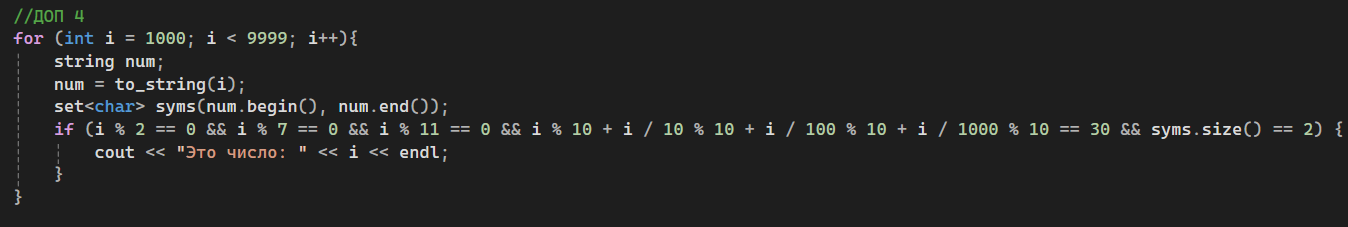 //ДОП 4
for (int i = 1000; i < 9999; i++){
string num;
num = to_string(i);
set<char> syms(num.begin(), num.end());
if (i % 2 == 0 && i % 7 == 0 && i % 11 == 0 && i % 10 + i / 10 % 10 + i / 100 % 10 + i / 1000 % 10 == 30 && syms.size() == 2) {
cout << "Это число: " << i << endl;
}
}